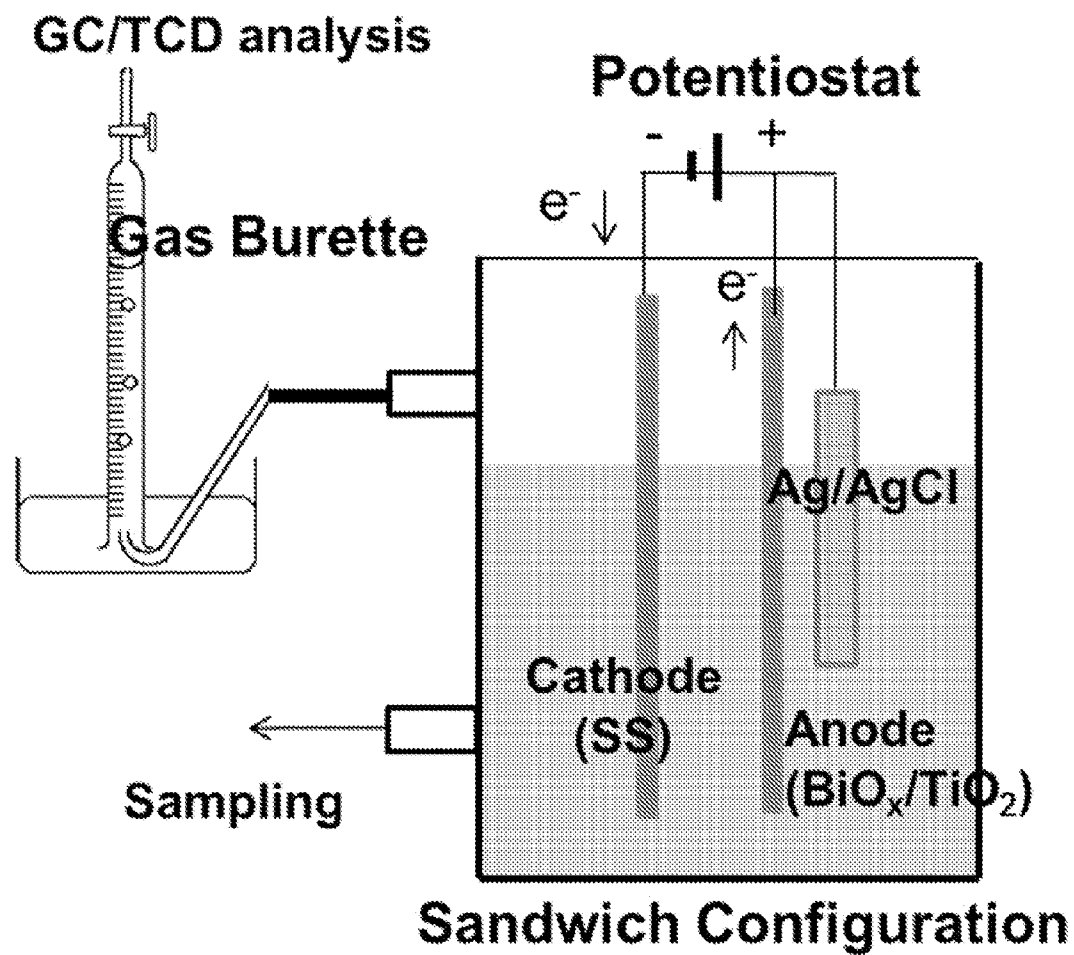 GC/TCD analysis
Potentiostat
- +
e-
Gas Burette
e-
Ag/AgCl
Cathode
(SS)
Anode
(BiOₓ/TiO₂)
Sampling
Sandwich Configuration